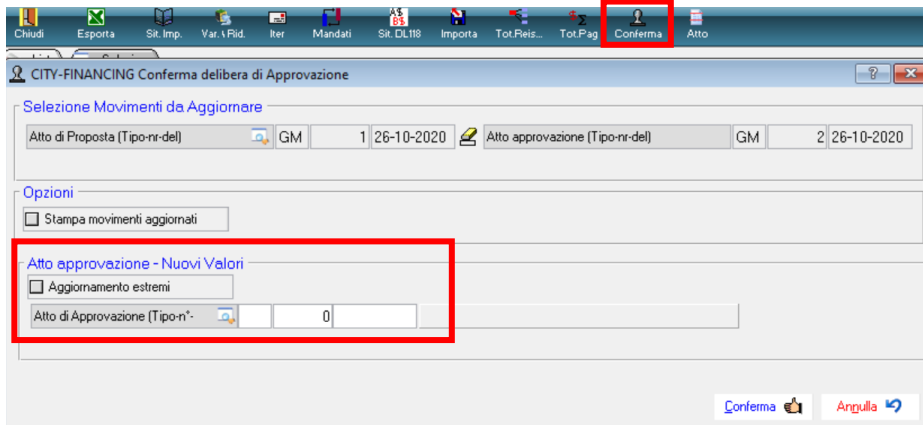 Chiudi Esporta Sit. Imp. Var. \ Rid. Iter Mandati Sit. DL118 Importa Tot.Reis... Tot.Pag Conferma Atto
CITY-FINANCING Conferma delibera di Approvazione
Selezione Movimenti da Aggiornare
Atto di Proposta (Tipo-nr-del) GM 1 26-10-2020 Atto approvazione (Tipo-nr-del) GM 2 26-10-2020
Opzioni
Stampa movimenti aggiornati
Atto approvazione - Nuovi Valori
Aggiornamento estremi
Atto di Approvazione (Tipo-n°- 0
Conferma Annulla